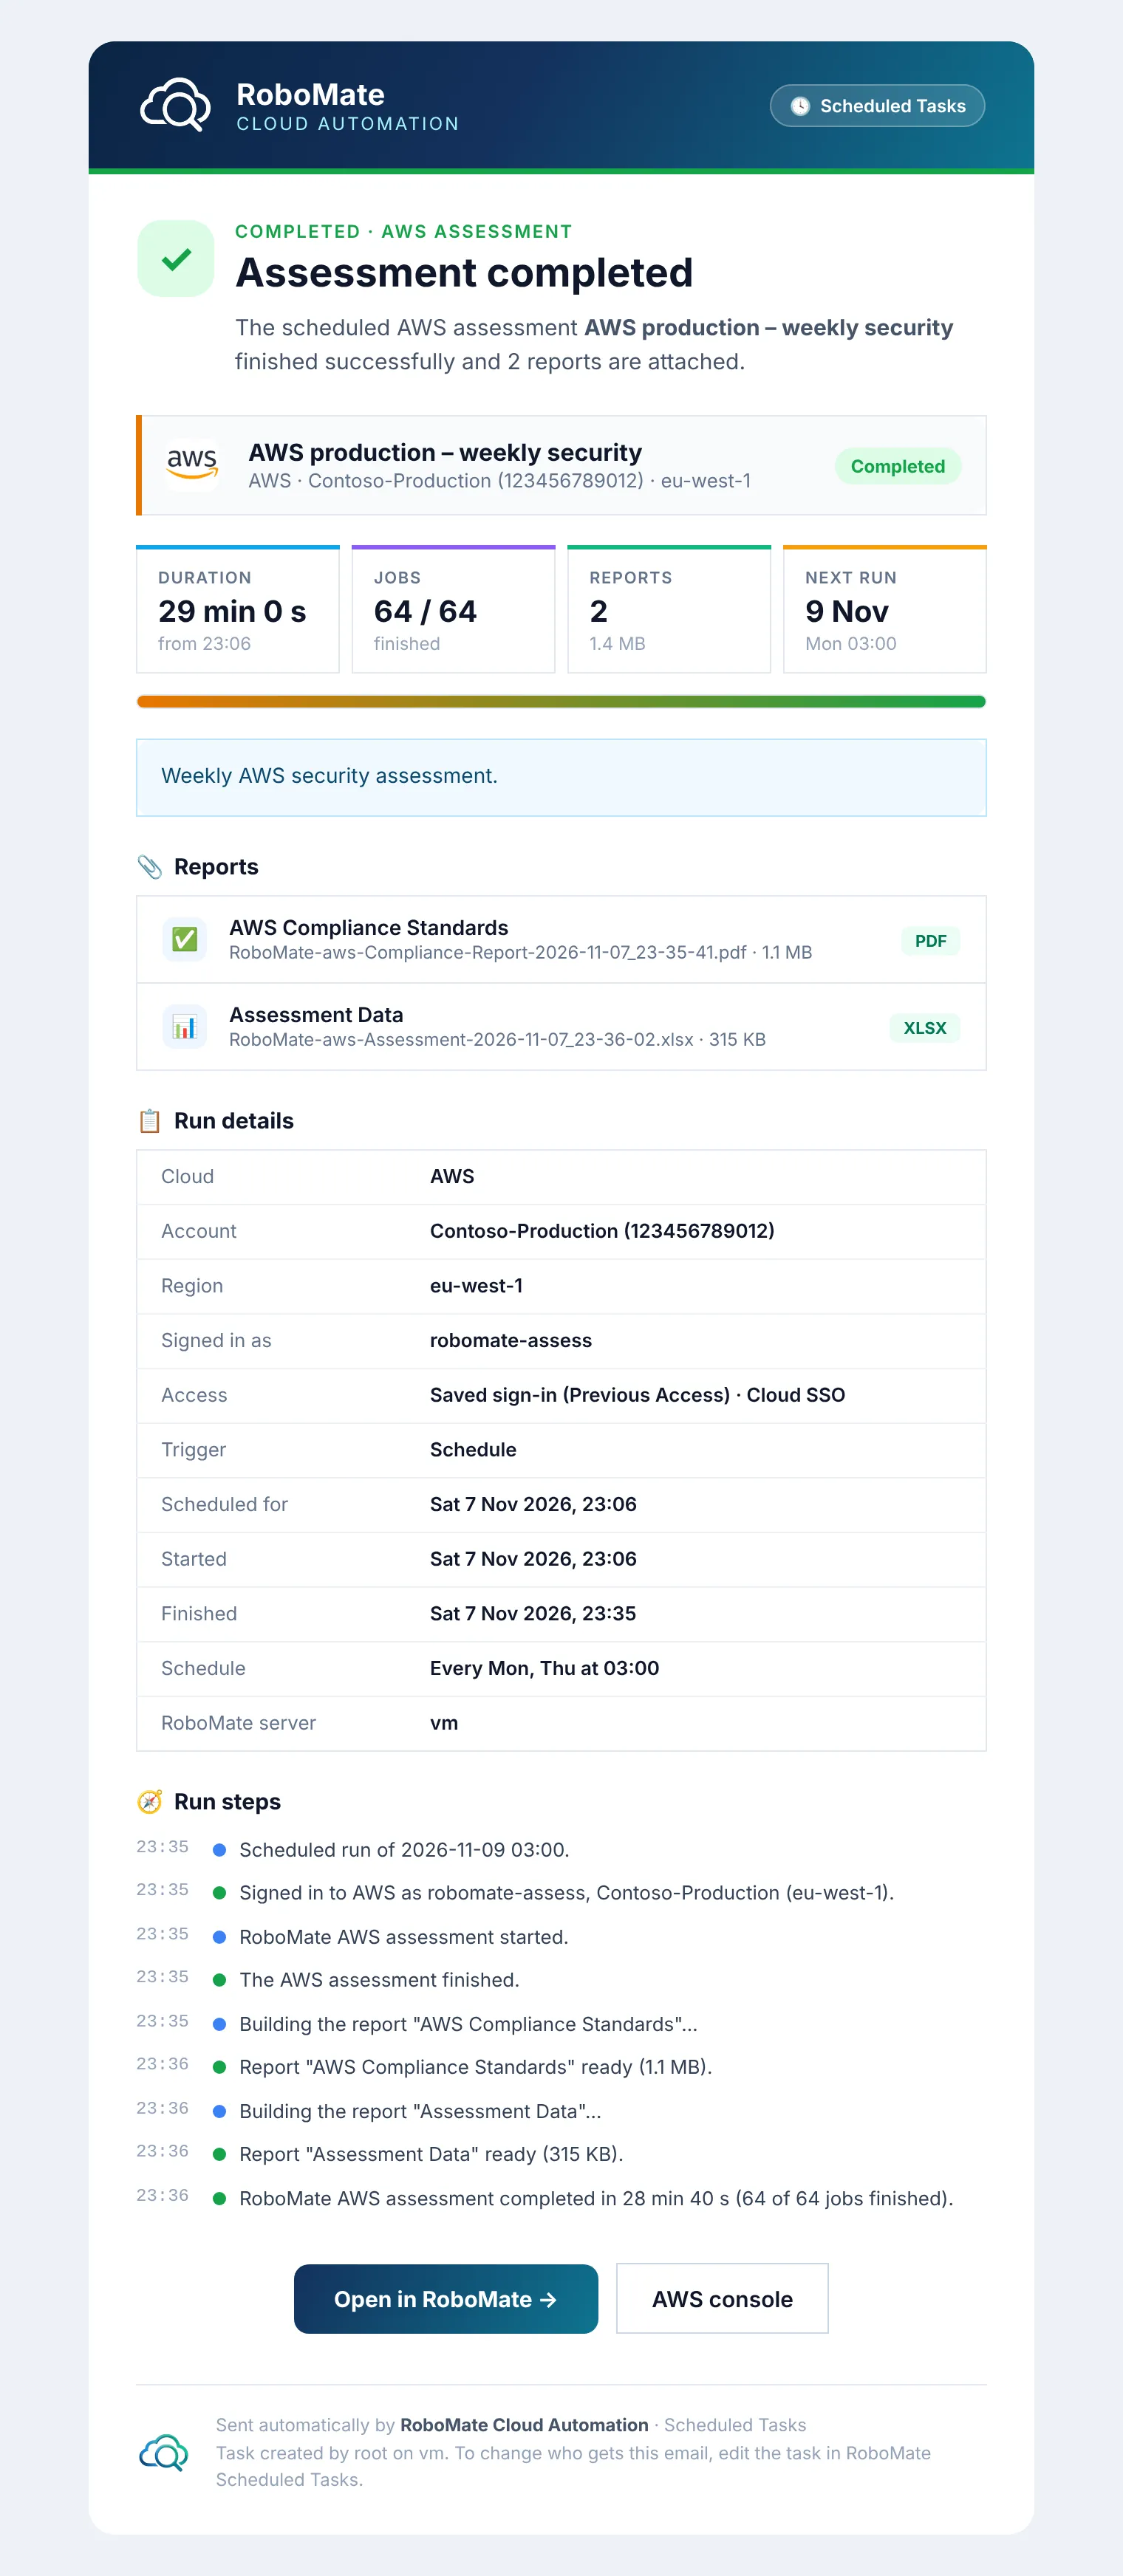 RoboMate
CLOUD AUTOMATION
Scheduled Tasks
COMPLETED · AWS ASSESSMENT
Assessment completed
The scheduled AWS assessment AWS production – weekly security
finished successfully and 2 reports are attached.
aws
AWS production – weekly security
AWS · Contoso-Production (123456789012) · eu-west-1
Completed
DURATION
29 min 0 s
from 23:06
JOBS
64 / 64
finished
REPORTS
2
1.4 MB
NEXT RUN
9 Nov
Mon 03:00
Weekly AWS security assessment.
Reports
AWS Compliance Standards
RoboMate-aws-Compliance-Report-2026-11-07_23-35-41.pdf · 1.1 MB
PDF
Assessment Data
RoboMate-aws-Assessment-2026-11-07_23-36-02.xlsx · 315 KB
XLSX
Run details
Cloud AWS
Account Contoso-Production (123456789012)
Region eu-west-1
Signed in as robomate-assess
Access Saved sign-in (Previous Access) · Cloud SSO
Trigger Schedule
Scheduled for Sat 7 Nov 2026, 23:06
Started Sat 7 Nov 2026, 23:06
Finished Sat 7 Nov 2026, 23:35
Schedule Every Mon, Thu at 03:00
RoboMate server vm
Run steps
23:35 Scheduled run of 2026-11-09 03:00.
23:35 Signed in to AWS as robomate-assess, Contoso-Production (eu-west-1).
23:35 RoboMate AWS assessment started.
23:35 The AWS assessment finished.
23:35 Building the report "AWS Compliance Standards"...
23:36 Report "AWS Compliance Standards" ready (1.1 MB).
23:36 Building the report "Assessment Data"...
23:36 Report "Assessment Data" ready (315 KB).
23:36 RoboMate AWS assessment completed in 28 min 40 s (64 of 64 jobs finished).
Open in RoboMate →
AWS console
Sent automatically by RoboMate Cloud Automation · Scheduled Tasks
Task created by root on vm. To change who gets this email, edit the task in RoboMate
Scheduled Tasks.